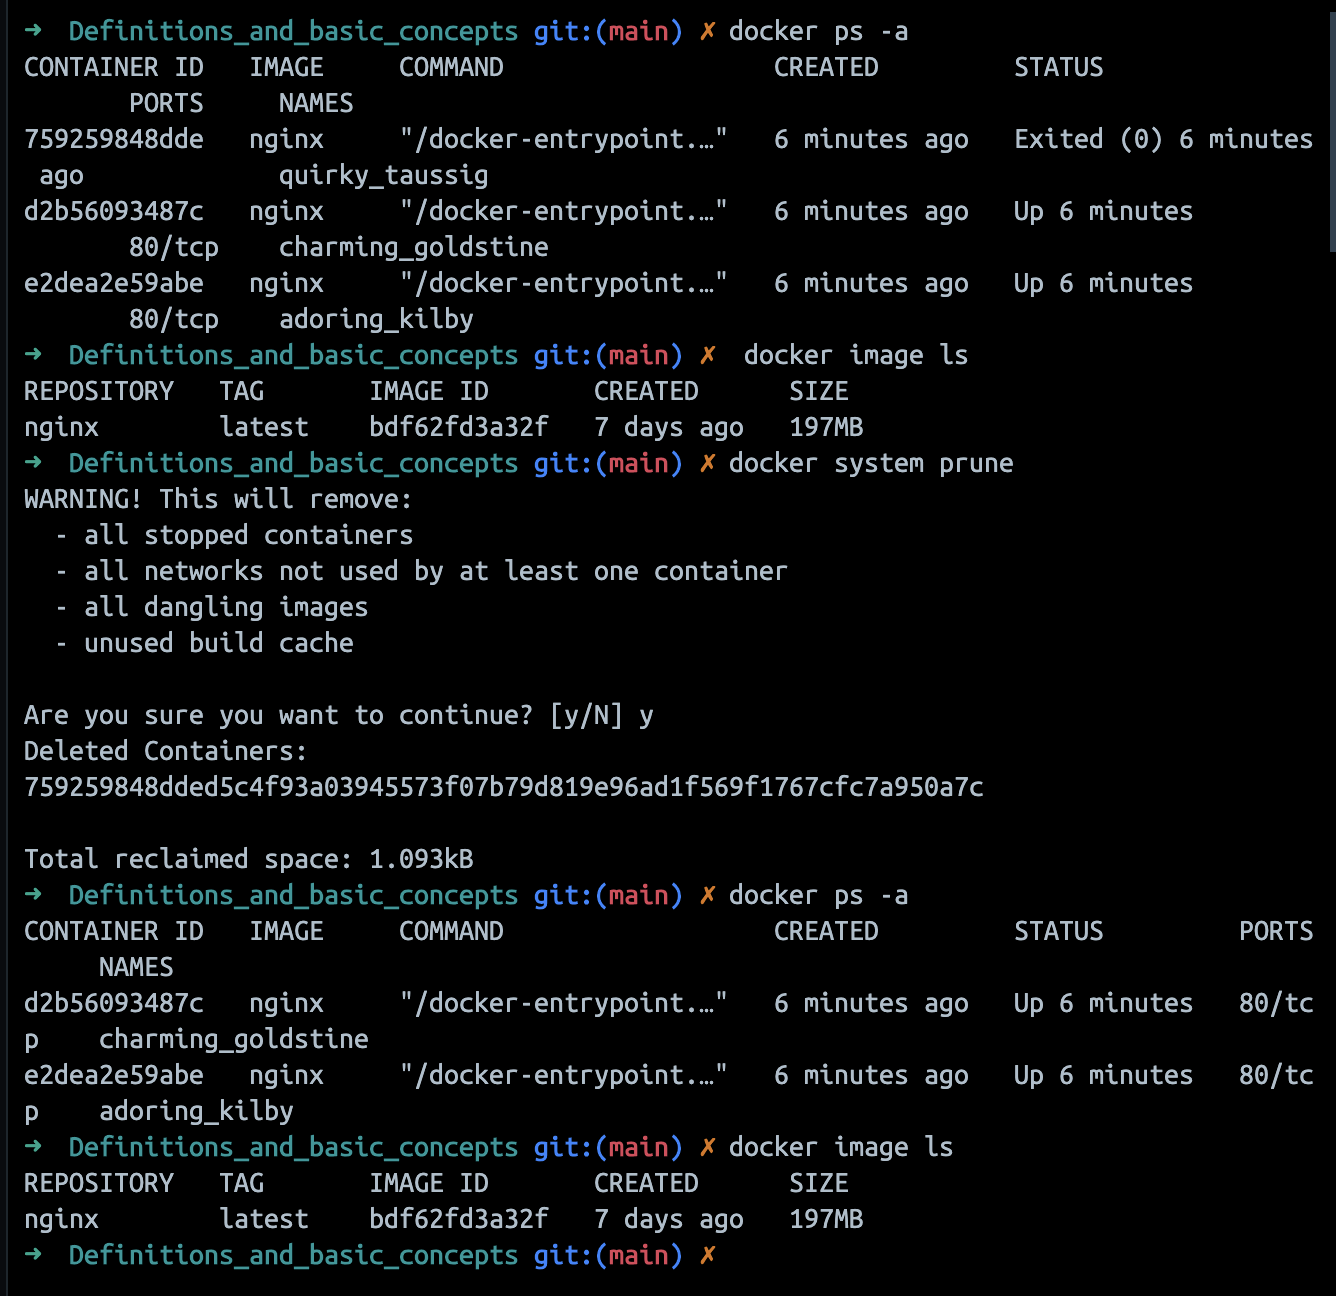 ➜  Definitions_and_basic_concepts git:(main) ✗ docker ps -a
CONTAINER ID   IMAGE     COMMAND                  CREATED         STATUS
       PORTS     NAMES
759259848dde   nginx     "/docker-entrypoint.…"   6 minutes ago   Exited (0) 6 minutes
 ago             quirky_taussig
d2b56093487c   nginx     "/docker-entrypoint.…"   6 minutes ago   Up 6 minutes
       80/tcp    charming_goldstine
e2dea2e59abe   nginx     "/docker-entrypoint.…"   6 minutes ago   Up 6 minutes
       80/tcp    adoring_kilby
➜  Definitions_and_basic_concepts git:(main) ✗  docker image ls
REPOSITORY   TAG       IMAGE ID       CREATED      SIZE
nginx        latest    bdf62fd3a32f   7 days ago   197MB
➜  Definitions_and_basic_concepts git:(main) ✗ docker system prune
WARNING! This will remove:
  - all stopped containers
  - all networks not used by at least one container
  - all dangling images
  - unused build cache
Are you sure you want to continue? [y/N] y
Deleted Containers:
759259848dded5c4f93a03945573f07b79d819e96ad1f569f1767cfc7a950a7c
Total reclaimed space: 1.093kB
➜  Definitions_and_basic_concepts git:(main) ✗ docker ps -a
CONTAINER ID   IMAGE     COMMAND                  CREATED         STATUS         PORTS
     NAMES
d2b56093487c   nginx     "/docker-entrypoint.…"   6 minutes ago   Up 6 minutes   80/tc
p    charming_goldstine
e2dea2e59abe   nginx     "/docker-entrypoint.…"   6 minutes ago   Up 6 minutes   80/tc
p    adoring_kilby
➜  Definitions_and_basic_concepts git:(main) ✗ docker image ls
REPOSITORY   TAG       IMAGE ID       CREATED      SIZE
nginx        latest    bdf62fd3a32f   7 days ago   197MB
➜  Definitions_and_basic_concepts git:(main) ✗